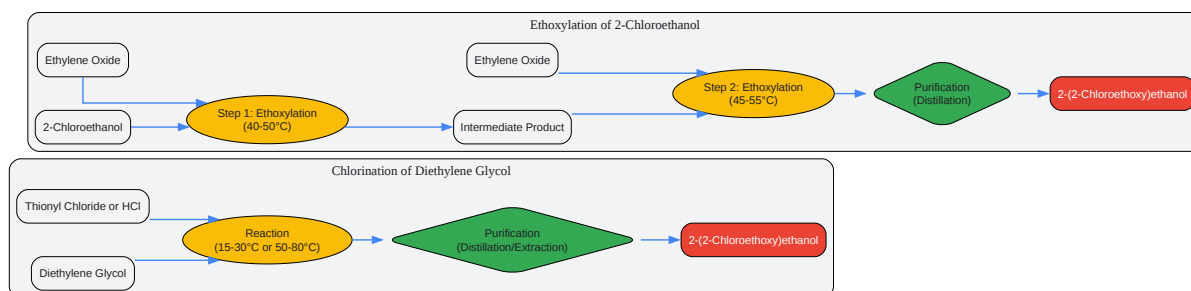 Ethoxylation of 2-Chloroethanol
Ethylene Oxide
Ethylene Oxide
2-Chloroethanol
Step 1: Ethoxylation
(40-50°C)
Intermediate Product
Step 2: Ethoxylation
(45-55°C)
Purification
(Distillation)
2-(2-Chloroethoxy)ethanol
Chlorination of Diethylene Glycol
Thionyl Chloride or HCl
Diethylene Glycol
Reaction
(15-30°C or 50-80°C)
Purification
(Distillation/Extraction)
2-(2-Chloroethoxy)ethanol